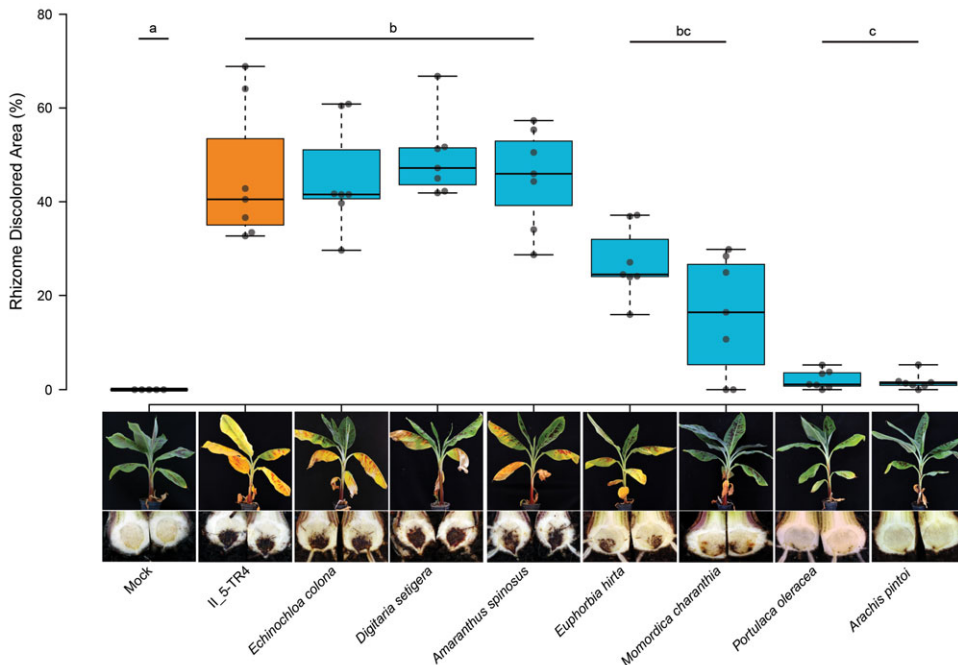 80
a
b
bc
c
60
40
20
0
Rhizome Discolored Area (%)
Mock
II_5-TR4
Echinochloa colona
Digitaria setigera
Amaranthus spinosus
Euphorbia hirta
Momordica charanthia
Portulaca oleracea
Arachis pintoi